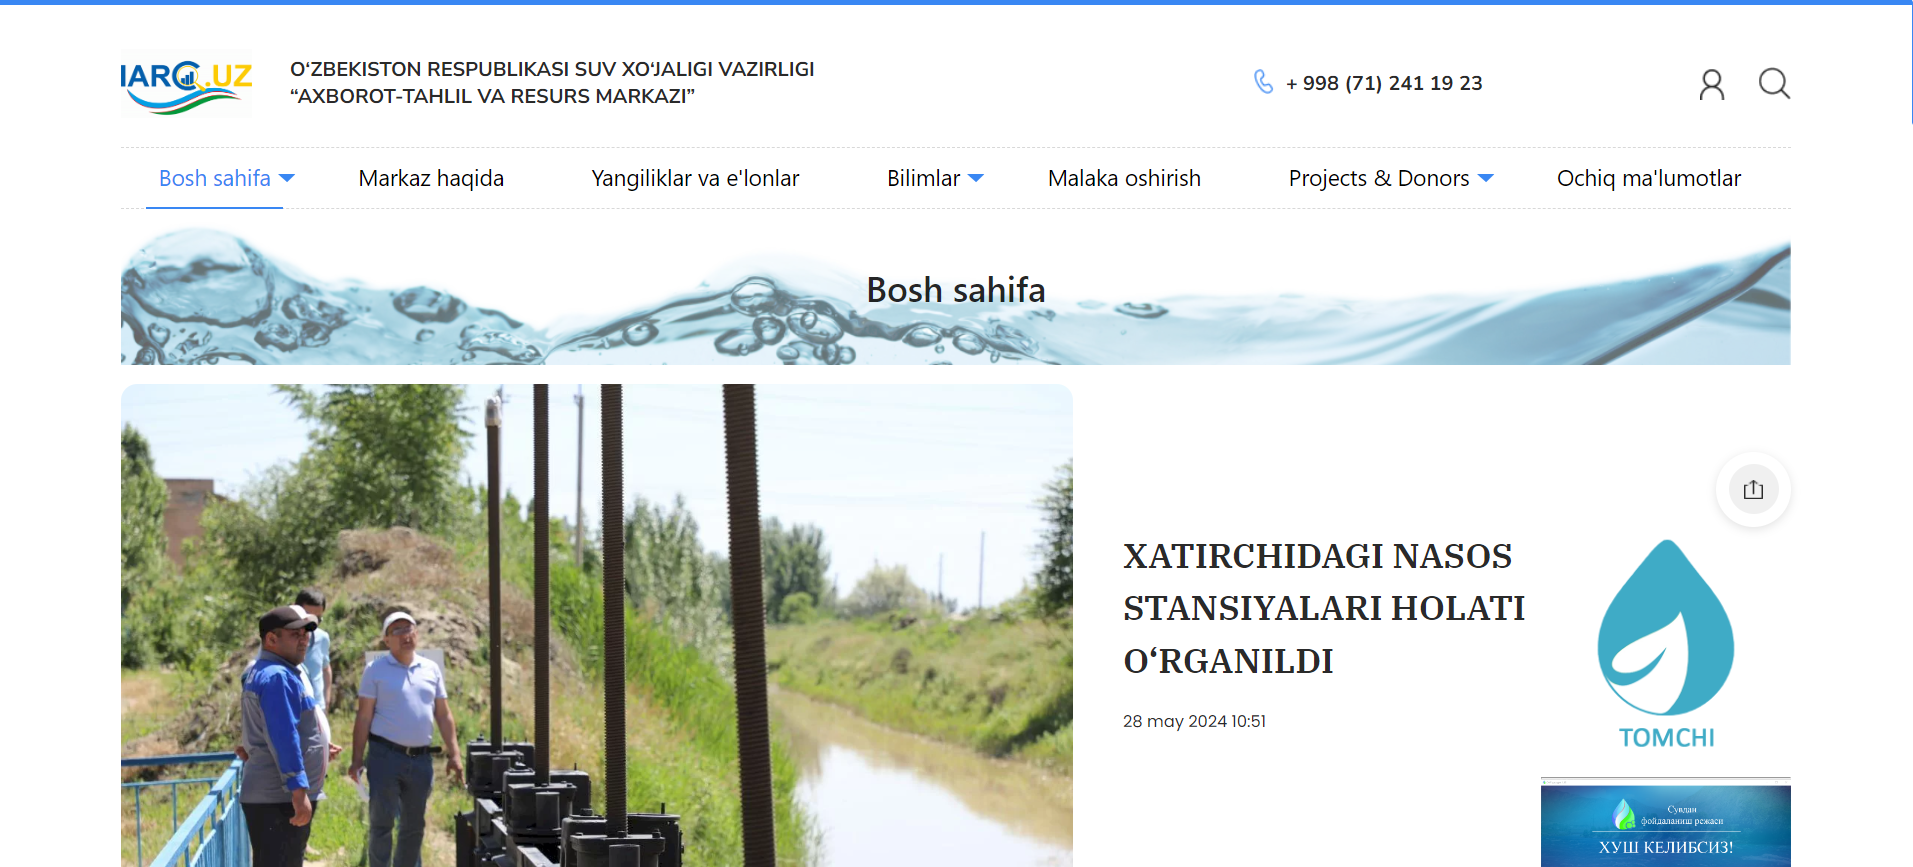 IARC.UZ
O‘ZBEKISTON RESPUBLIKASI SUV XO‘JALIGI VAZIRLIGI
“AXBOROT-TAHLIL VA RESURS MARKAZI”
+ 998 (71) 241 19 23
Bosh sahifa
Markaz haqida
Yangiliklar va e'lonlar
Bilimlar
Malaka oshirish
Projects & Donors
Ochiq ma'lumotlar
Bosh sahifa
XATIRCHIDAGI NASOS
STANSIYALARI HOLATI
O‘RGANILDI
28 may 2024 10:51
TOMCHI
Сувдан
фойдаланиш режаси
ХУШ КЕЛИБСИЗ!